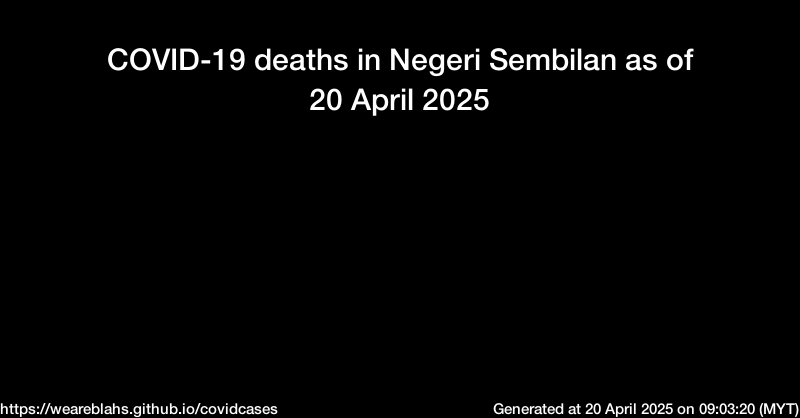 COVID-19 deaths in Negeri Sembilan as of
20 April 2025
https://weareblahs.github.io/covidcases
Generated at 20 April 2025 on 09:03:20 (MYT)